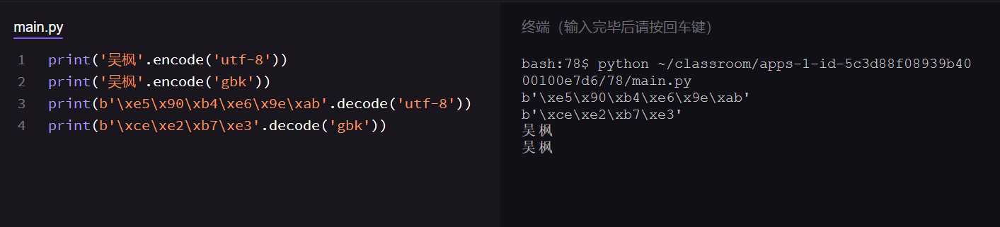 main.py
1 print('吴枫'.encode('utf-8'))
2 print('吴枫'.encode('gbk'))
3 print(b'\xe5\x90\xb4\xe6\x9e\xab'.decode('utf-8'))
4 print(b'\xce\xe2\xb7\xe3'.decode('gbk'))
终端（输入完毕后请按回车键）
bash:78$ python ~/classroom/apps-1-id-5c3d88f08939b40
00100e7d6/78/main.py
b'\xe5\x90\xb4\xe6\x9e\xab'
b'\xce\xe2\xb7\xe3'
吴枫
吴枫